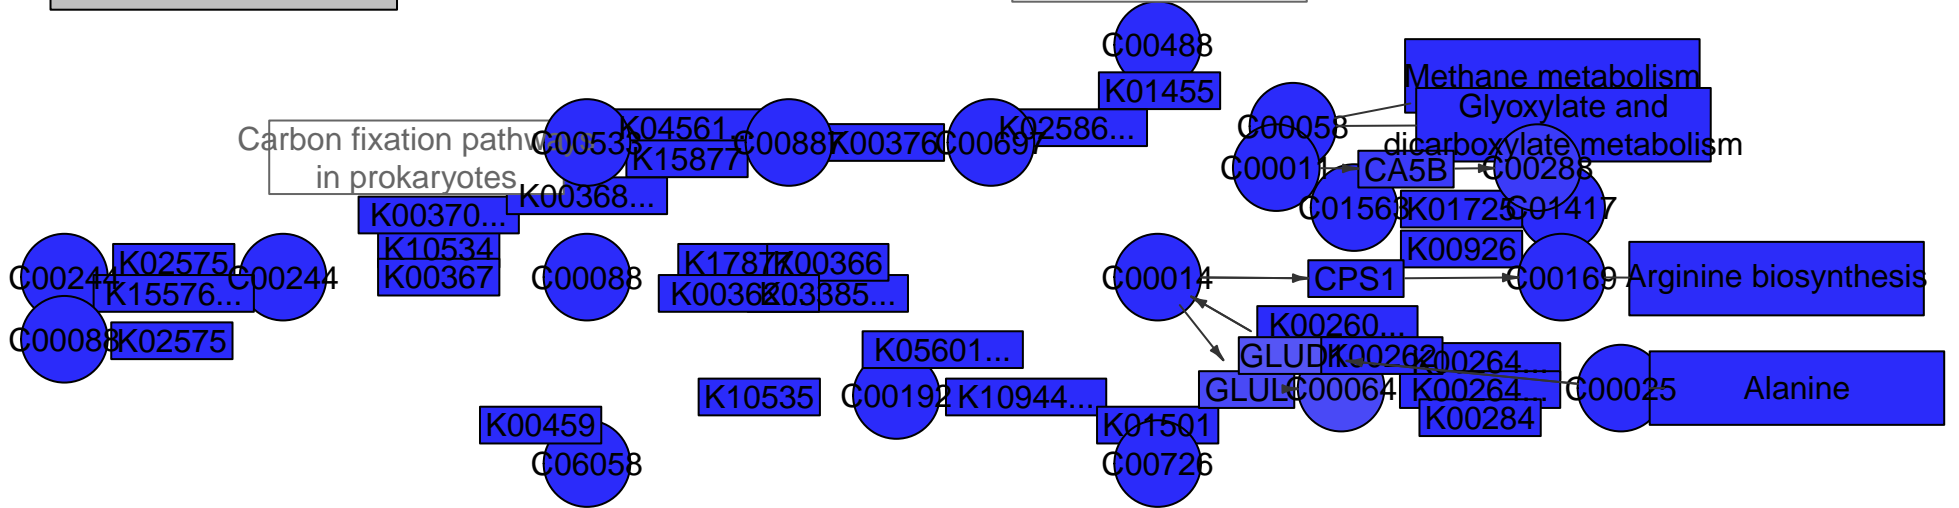 C00488
Methane metabolism
K01455
Glyoxylate and
dicarboxylate metabolism
C00058
Carbon fixation pathways
in prokaryotes
C00533
K04561...
K15877
C00887
K00376
C00697
K02586...
C00011
CA5B
C00288
K00368...
K00370...
C01563
K01725
C01417
K10534
K00367
K00926
C00244
K02575
K15576...
C00244
C00088
K17877
K00366
K00362...
K03385...
C00014
CPS1
C00169
Arginine biosynthesis
C00088
K02575
K00260...
K05601...
GLUD1
K00262
K00264...
K10535
C00192
K10944...
GLUL
C00064
K00264...
C00025
Alanine
K00459
K01501
K00284
C06058
C00726